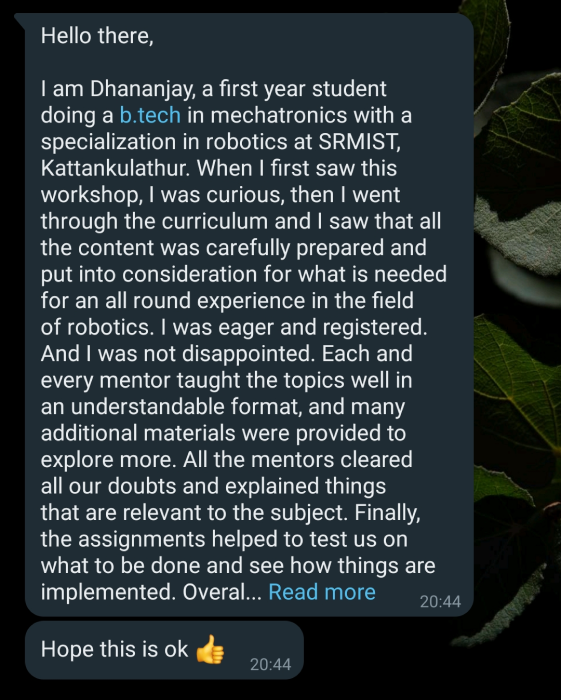 Hello there,
I am Dhananjay, a first year student
doing a b.tech in mechatronics with a
specialization in robotics at SRMIST,
Kattankulathur. When I first saw this
workshop, I was curious, then I went
through the curriculum and I saw that all
the content was carefully prepared and
put into consideration for what is needed
for an all round experience in the field
of robotics. I was eager and registered.
And I was not disappointed. Each and
every mentor taught the topics well in
an understandable format, and many
additional materials were provided to
explore more. All the mentors cleared
all our doubts and explained things
that are relevant to the subject. Finally,
the assignments helped to test us on
what to be done and see how things are
implemented. Overal... Read more
20:44
Hope this is ok 👍
20:44